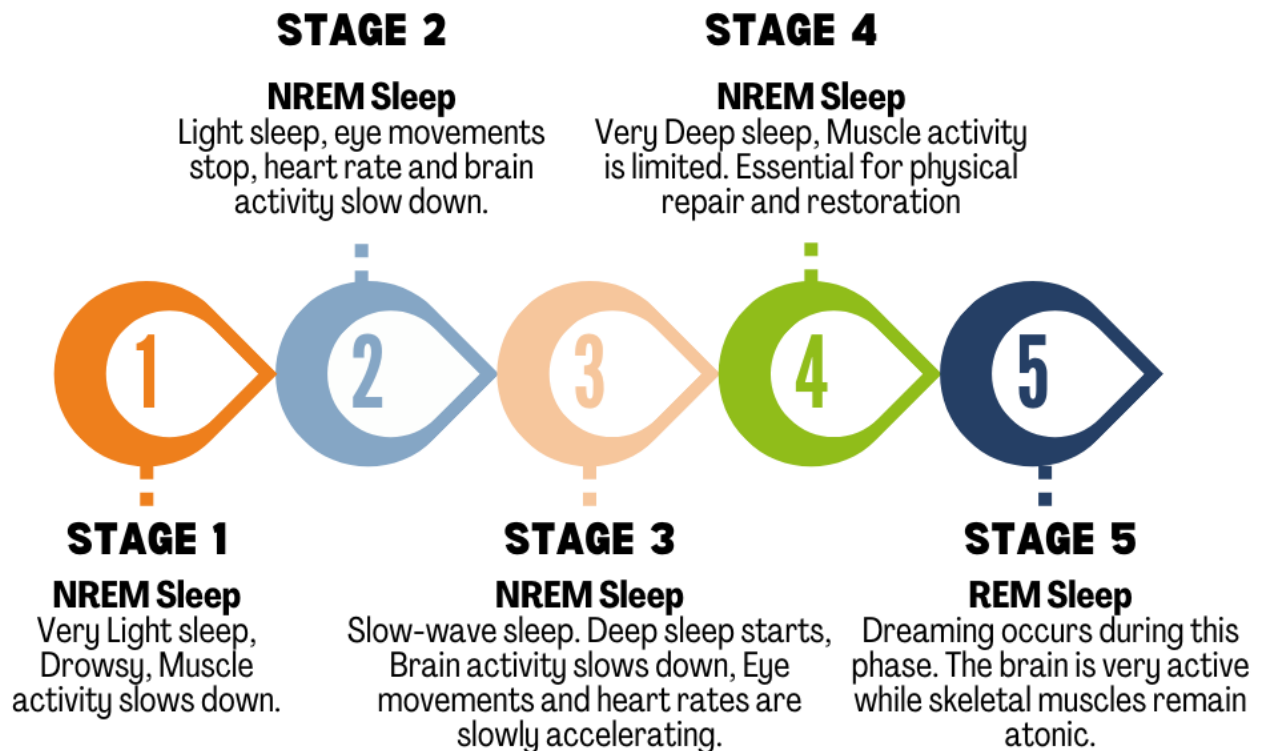 STAGE 2
NREM Sleep
Light sleep, eye movements
stop, heart rate and brain
activity slow down.
STAGE 4
NREM Sleep
Very Deep sleep, Muscle activity
is limited. Essential for physical
repair and restoration
1
2
3
4
5
STAGE 1
NREM Sleep
Very Light sleep,
Drowsy, Muscle
activity slows down.
STAGE 3
NREM Sleep
Slow-wave sleep. Deep sleep starts,
Brain activity slows down, Eye
movements and heart rates are
slowly accelerating.
STAGE 5
REM Sleep
Dreaming occurs during this
phase. The brain is very active
while skeletal muscles remain
atonic.